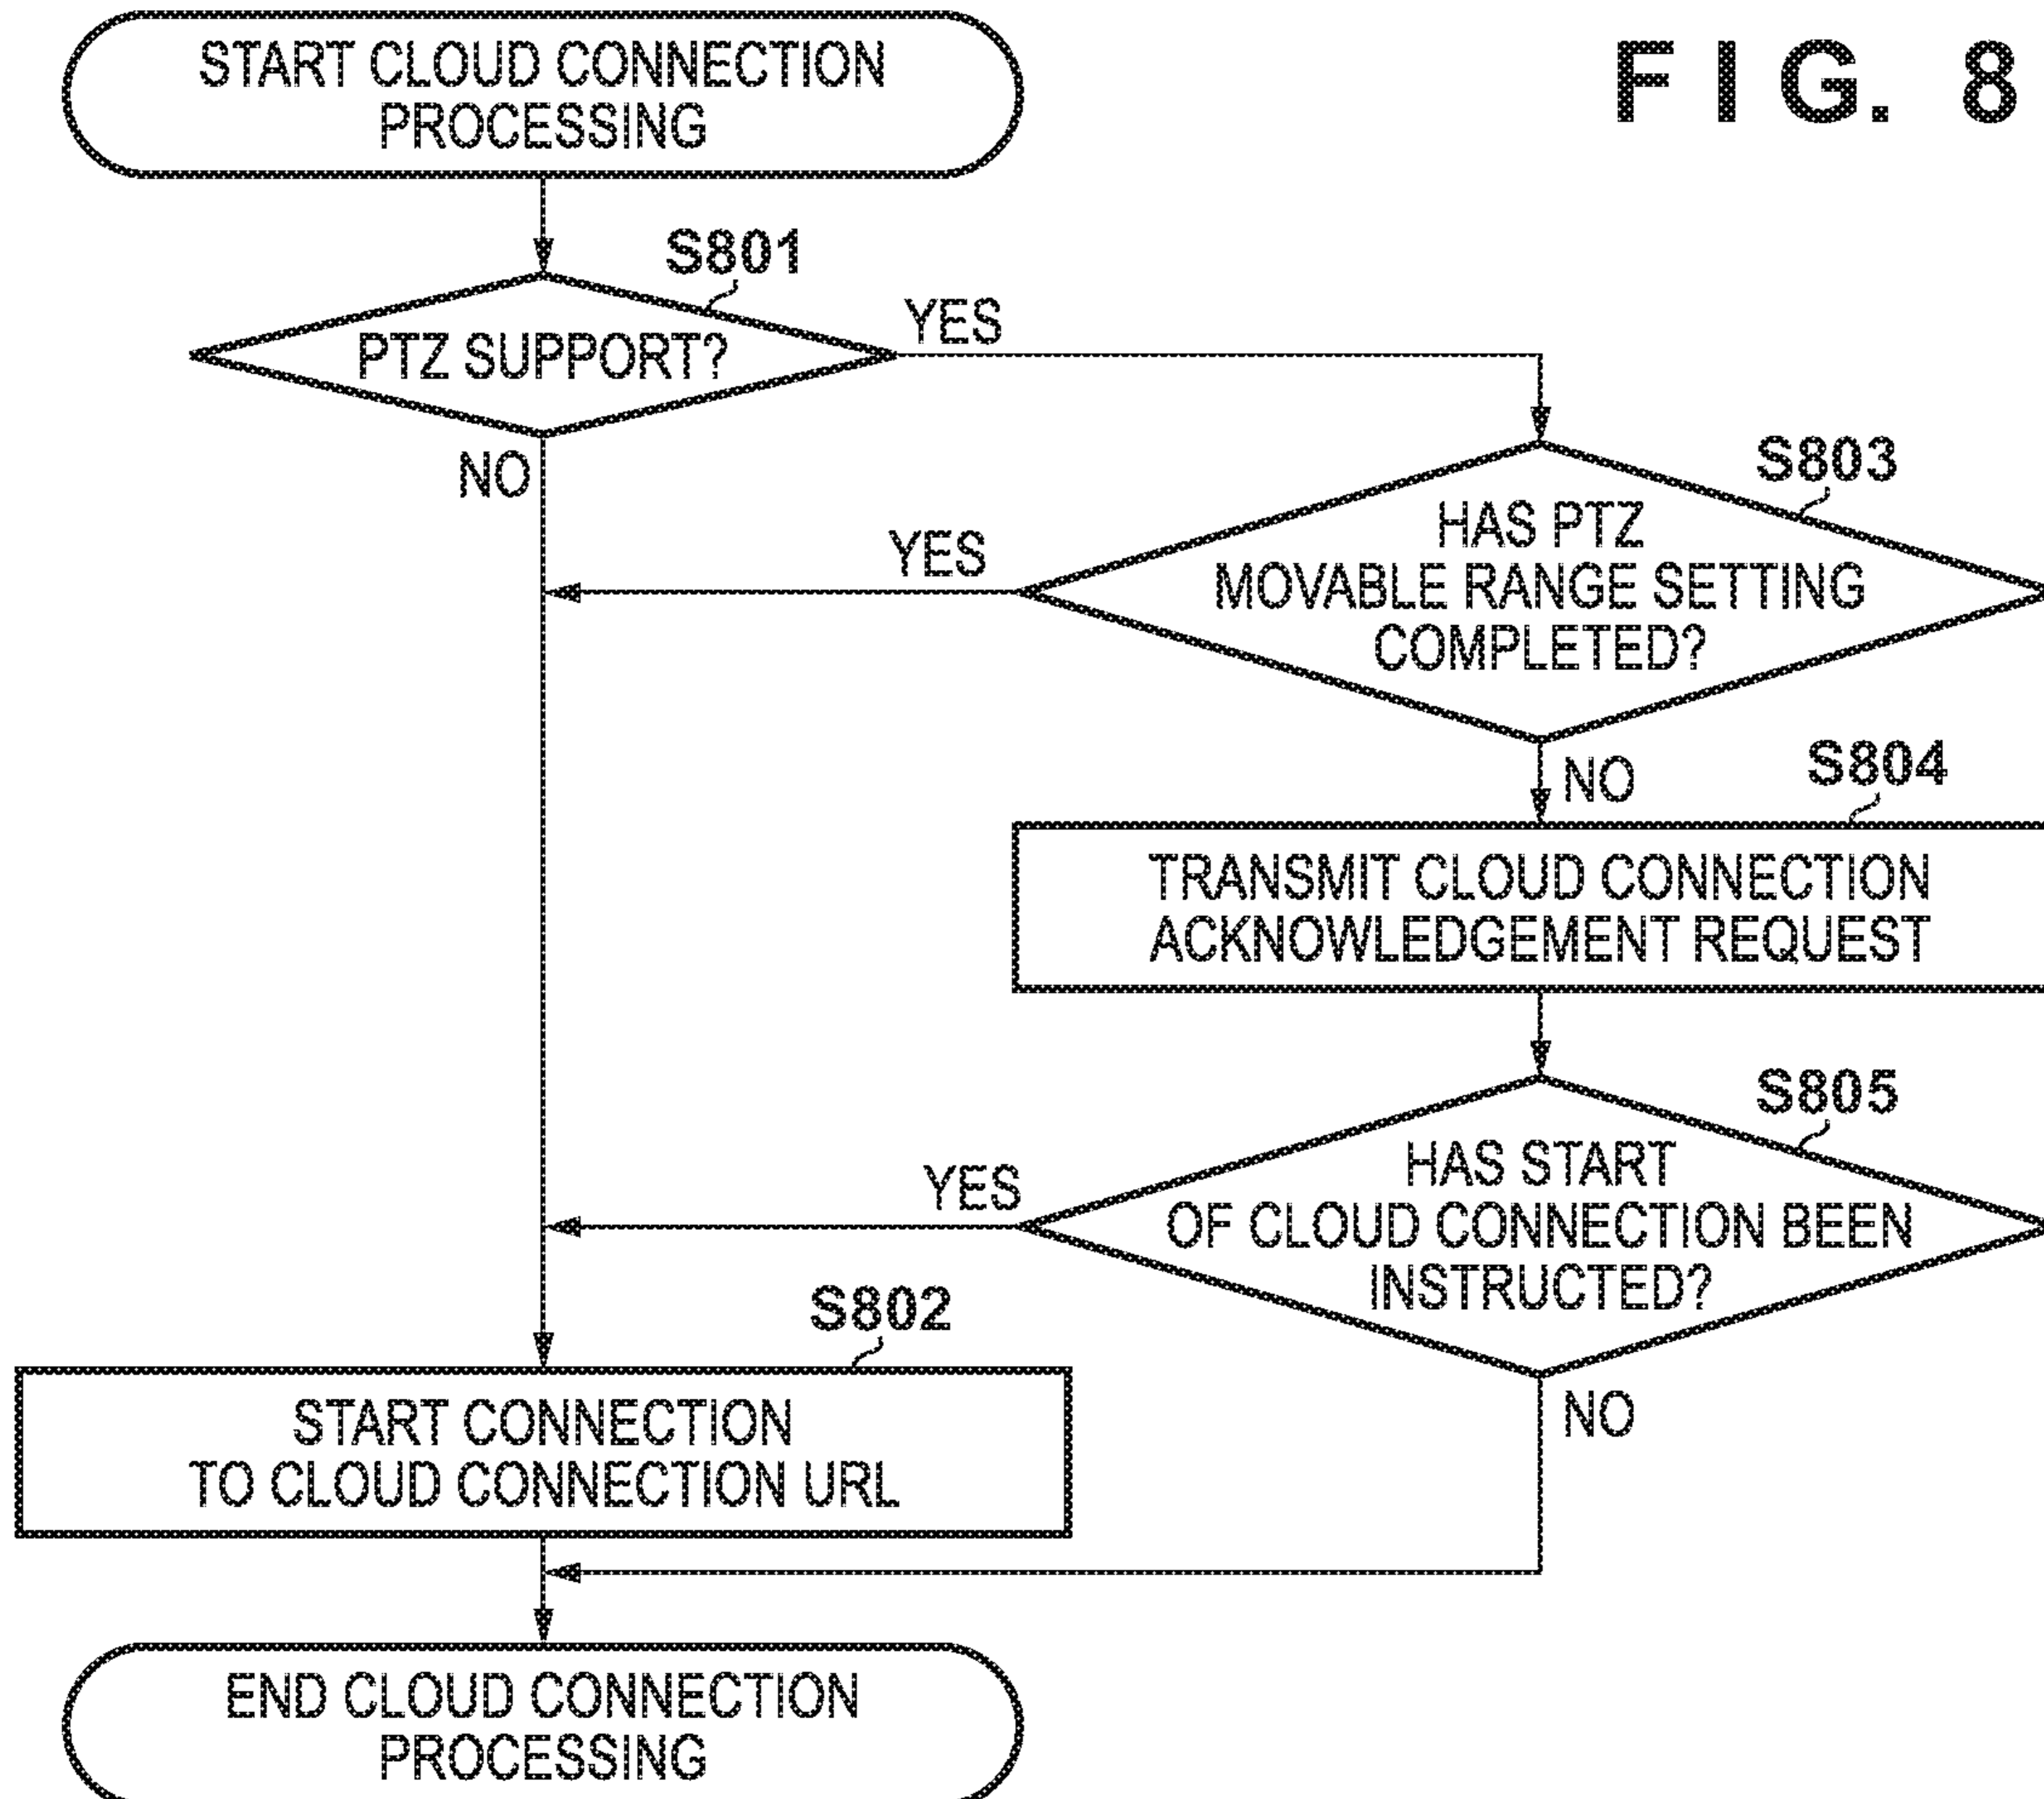 FIG. 8
START CLOUD CONNECTION
PROCESSING
S801
PTZ SUPPORT?
YES
NO
S803
HAS PTZ
MOVABLE RANGE SETTING
COMPLETED?
YES
NO
S804
TRANSMIT CLOUD CONNECTION
ACKNOWLEDGEMENT REQUEST
S805
HAS START
OF CLOUD CONNECTION BEEN
INSTRUCTED?
YES
NO
S802
START CONNECTION
TO CLOUD CONNECTION URL
END CLOUD CONNECTION
PROCESSING